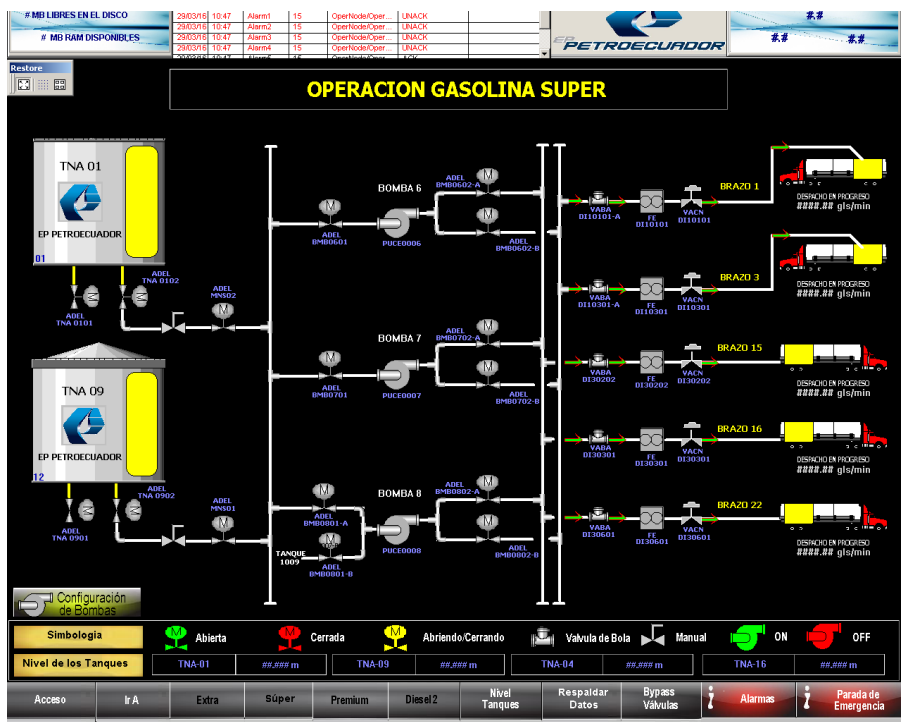 # MB LIBRES EN EL DISCO
# MB RAM DISPONIBLES
29/03/16 10:47 Alarm1 15 OperNode/Oper... UNACK
29/03/16 10:47 Alarm2 15 OperNode/Oper... UNACK
29/03/16 10:47 Alarm3 15 OperNode/Oper... UNACK
29/03/16 10:47 Alarm4 15 OperNode/Oper... UNACK
EP PETROECUADOR
#.#
#.# #.#
Restore
OPERACION GASOLINA SUPER
TNA 01
EP PETROECUADOR
01
ADEL TNA 0101
ADEL TNA 0102
ADEL MNS02
TNA 09
EP PETROECUADOR
12
ADEL TNA 0901
ADEL TNA 0902
ADEL MNS01
ADEL BMB0601
BOMBA 6
PUCE0006
ADEL BMB0602-A
ADEL BMB0602-B
ADEL BMB0701
BOMBA 7
PUCE0007
ADEL BMB0702-A
ADEL BMB0702-B
ADEL BMB0801-A
TANQUE 1009
ADEL BMB0801-B
BOMBA 8
PUCE0008
ADEL BMB0802-A
ADEL BMB0802-B
VABA DI10101-A
FE DI10101
VACN DI10101
BRAZO 1
DESPACHO EN PROGRESO
####.## gls/min
VABA DI10301-A
FE DI10301
VACN DI10301
BRAZO 3
DESPACHO EN PROGRESO
####.## gls/min
VABA DI30202
FE DI30202
VACN DI30202
BRAZO 15
DESPACHO EN PROGRESO
####.## gls/min
VABA DI30301
FE DI30301
VACN DI30301
BRAZO 16
DESPACHO EN PROGRESO
####.## gls/min
VABA DI30601
FE DI30601
VACN DI30601
BRAZO 22
DESPACHO EN PROGRESO
####.## gls/min
Configuración de Bombas
Simbología
Abierta
Cerrada
Abriendo/Cerrando
Valvula de Bola
Manual
ON
OFF
Nivel de los Tanques
TNA-01 ##.### m
TNA-09 ##.### m
TNA-04 ##.### m
TNA-16 ##.### m
Acceso
Ir A
Extra
Súper
Premium
Diesel 2
Nivel Tanques
Respaldar Datos
Bypass Válvulas
Alarmas
Parada de Emergencia